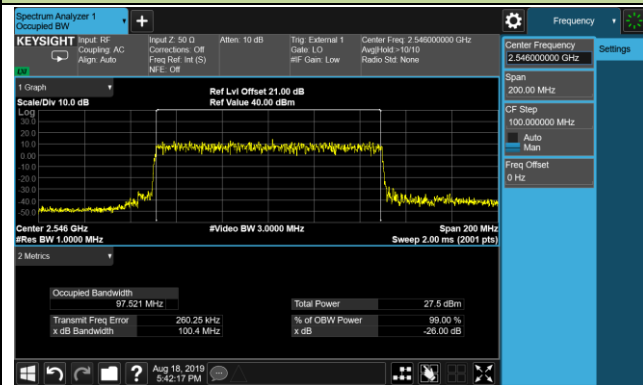 Spectrum Analyzer 1
Occupied BW
Frequency
KEYSIGHT
Input: RF
Coupling: AC
Align: Auto
Input Z: 50 Ω
Corrections: Off
Freq Ref: Int (S)
NFE: Off
Atten: 10 dB
Trig: External 1
Gate: LO
#IF Gain: Low
Center Freq: 2.546000000 GHz
Avg|Hold:>10/10
Radio Std: None
Center Frequency
2.546000000 GHz
Settings
Span
200.00 MHz
CF Step
100.000000 MHz
Auto
Man
Freq Offset
0 Hz
1 Graph
Scale/Div 10.0 dB
Ref Lvl Offset 21.00 dB
Ref Value 40.00 dBm
Log
30.0
20.0
10.0
0.00
-10.0
-20.0
-30.0
-40.0
-50.0
Center 2.546 GHz
#Video BW 3.0000 MHz
Span 200 MHz
#Res BW 1.0000 MHz
Sweep 2.00 ms (2001 pts)
2 Metrics
Occupied Bandwidth
97.521 MHz
Total Power
27.5 dBm
Transmit Freq Error
260.25 kHz
% of OBW Power
99.00 %
x dB Bandwidth
100.4 MHz
x dB
-26.00 dB
?
Aug 18, 2019
5:42:17 PM